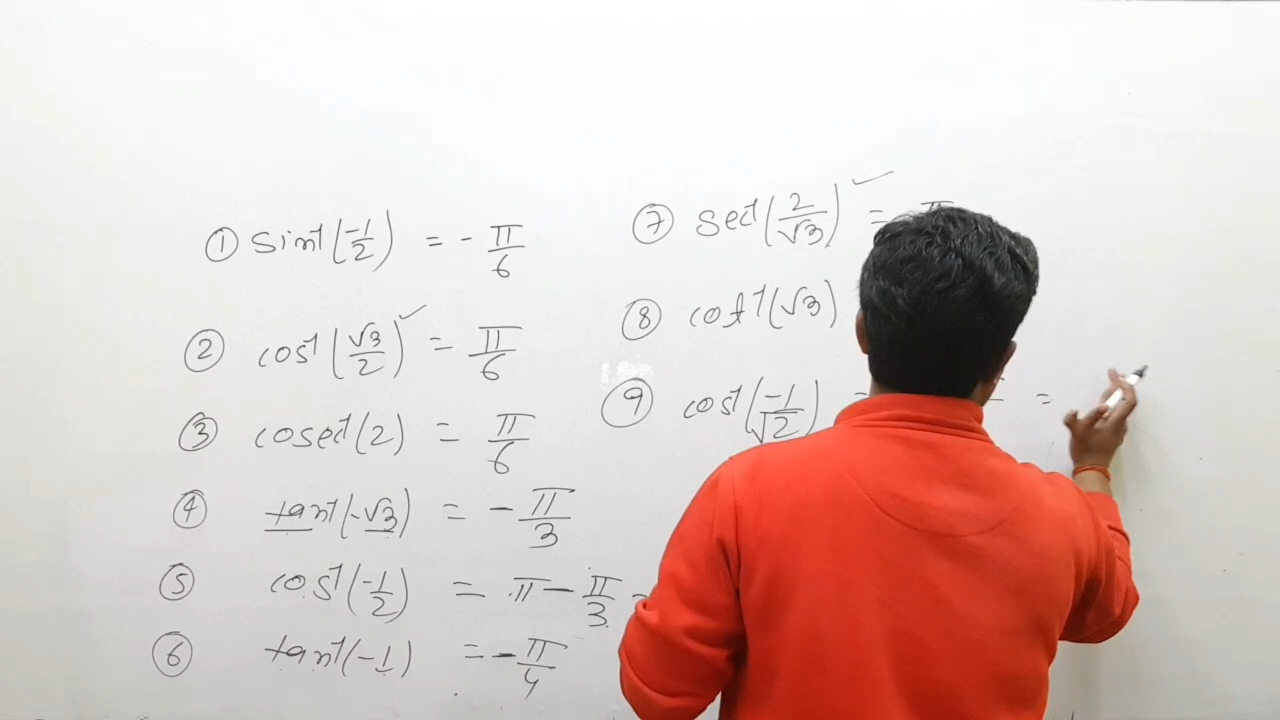 ① sin⁻¹(-1/2) = - π/6
② cos⁻¹(√3/2) ✓ = π/6
③ cosec⁻¹(2) = π/6
④ tan⁻¹(-√3) = - π/3
⑤ cos⁻¹(-1/2) = π - π/3 =
⑥ tan⁻¹(-1) = - π/4
⑦ sec⁻¹(2/√3) ✓ = π
⑧ cot⁻¹(√3)
⑨ cos⁻¹(-1/√2) = =